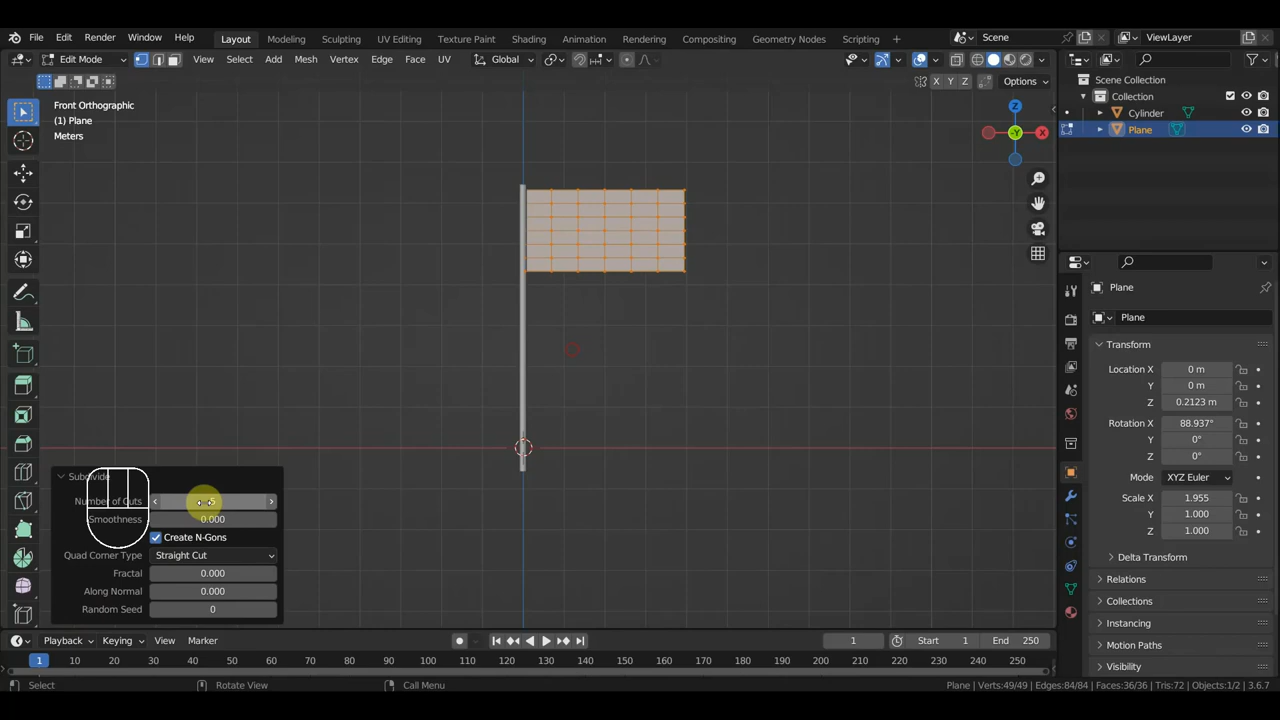 File Edit Render Window Help Layout Modeling Sculpting UV Editing Texture Paint Shading Animation Rendering Compositing Geometry Nodes Scripting + Scene ViewLayer
Edit Mode View Select Add Mesh Vertex Edge Face UV Global
X Y Z Options
Front Orthographic
(1) Plane
Meters
Z
X
-Y
Scene Collection
Collection
Cylinder
Plane
Plane
Plane
Transform
Location X 0 m
Y 0 m
Z 0.2123 m
Rotation X 88.937°
Y 0°
Z 0°
Mode XYZ Euler
Scale X 1.955
Y 1.000
Z 1.000
Delta Transform
Relations
Collections
Instancing
Motion Paths
Visibility
Subdivide
Number of Cuts 5
Smoothness 0.000
Create N-Gons
Quad Corner Type Straight Cut
Fractal 0.000
Along Normal 0.000
Random Seed 0
Playback Keying View Marker 1 Start 1 End 250
1 10 20 30 40 50 60 70 80 90 100 110 120 130 140 150 160 170 180 190 200 210 220 230 240 250
Select Rotate View Call Menu Plane | Verts:49/49 | Edges:84/84 | Faces:36/36 | Tris:72 | Objects:1/2 | 3.6.7